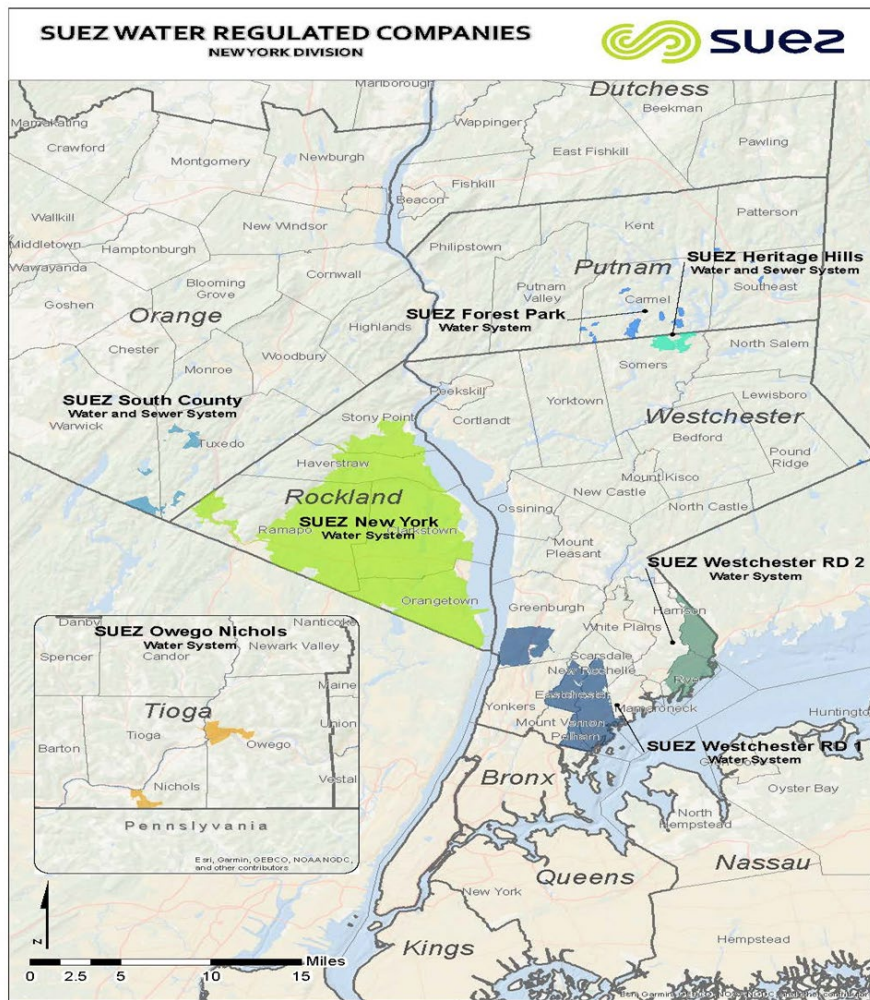 SUEZ WATER REGULATED COMPANIES
NEW YORK DIVISION
suez
Marlborough
Dutchess
Beekman
Mamakating
Crawford
Wappinger
Montgomery
Newburgh
East Fishkill
Pawling
Fishkill
Beacon
Wallkill
New Windsor
Kent
Patterson
Middletown
Hamptonburgh
Philipstown
SUEZ Heritage Hills
Water and Sewer System
Wawayanda
Cornwall
Putnam
Blooming
Grove
Putnam
Valley
Carmel
Southeast
Goshen
Orange
SUEZ Forest Park
Water System
Highlands
Chester
Woodbury
North Salem
Monroe
Somers
SUEZ South County
Water and Sewer System
Peekskill
Yorktown
Lewisboro
Warwick
Stony Point
Cortlandt
Westchester
Tuxedo
Bedford
Haverstraw
Pound
Ridge
Mount Kisco
Rockland
New Castle
North Castle
SUEZ New York
Water System
Ossining
Ramapo
Clarkstown
Mount
Pleasant
SUEZ Westchester RD 2
Water System
Orangetown
Greenburgh
Harrison
White Plains
Scarsdale
New Rochelle
Rye
Eastchester
Yonkers
Mamaroneck
Mount Vernon
Pelham
Huntington
SUEZ Westchester RD 1
Water System
Bronx
Oyster Bay
North
Hempstead
Nassau
Queens
New York
Kings
Hempstead
Danby
Nanticoke
SUEZ Owego Nichols
Water System
Spencer
Candor
Newark Valley
Maine
Tioga
Tioga
Union
Barton
Owego
Vestal
Nichols
Pennslyvania
Esri, Garmin, GEBCO, NOAA NGDC,
and other contributors
N
Miles
0 2.5 5 10 15